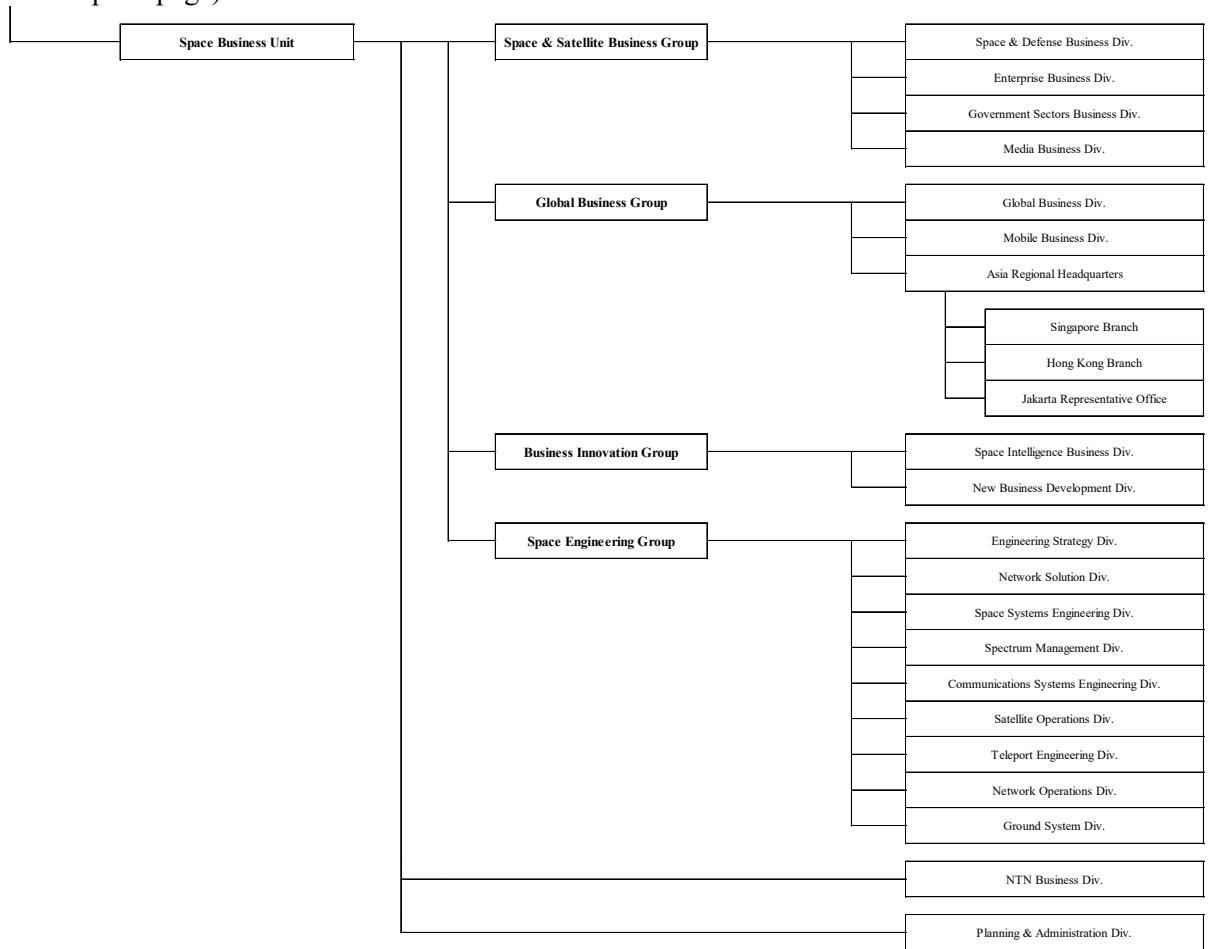 Space Business Unit
Space & Satellite Business Group
Space & Defense Business Div.
Enterprise Business Div.
Government Sectors Business Div.
Media Business Div.
Global Business Group
Global Business Div.
Mobile Business Div.
Asia Regional Headquarters
Singapore Branch
Hong Kong Branch
Jakarta Representative Office
Business Innovation Group
Space Intelligence Business Div.
New Business Development Div.
Space Engineering Group
Engineering Strategy Div.
Network Solution Div.
Space Systems Engineering Div.
Spectrum Management Div.
Communications Systems Engineering Div.
Satellite Operations Div.
Teleport Engineering Div.
Network Operations Div.
Ground System Div.
NTN Business Div.
Planning & Administration Div.